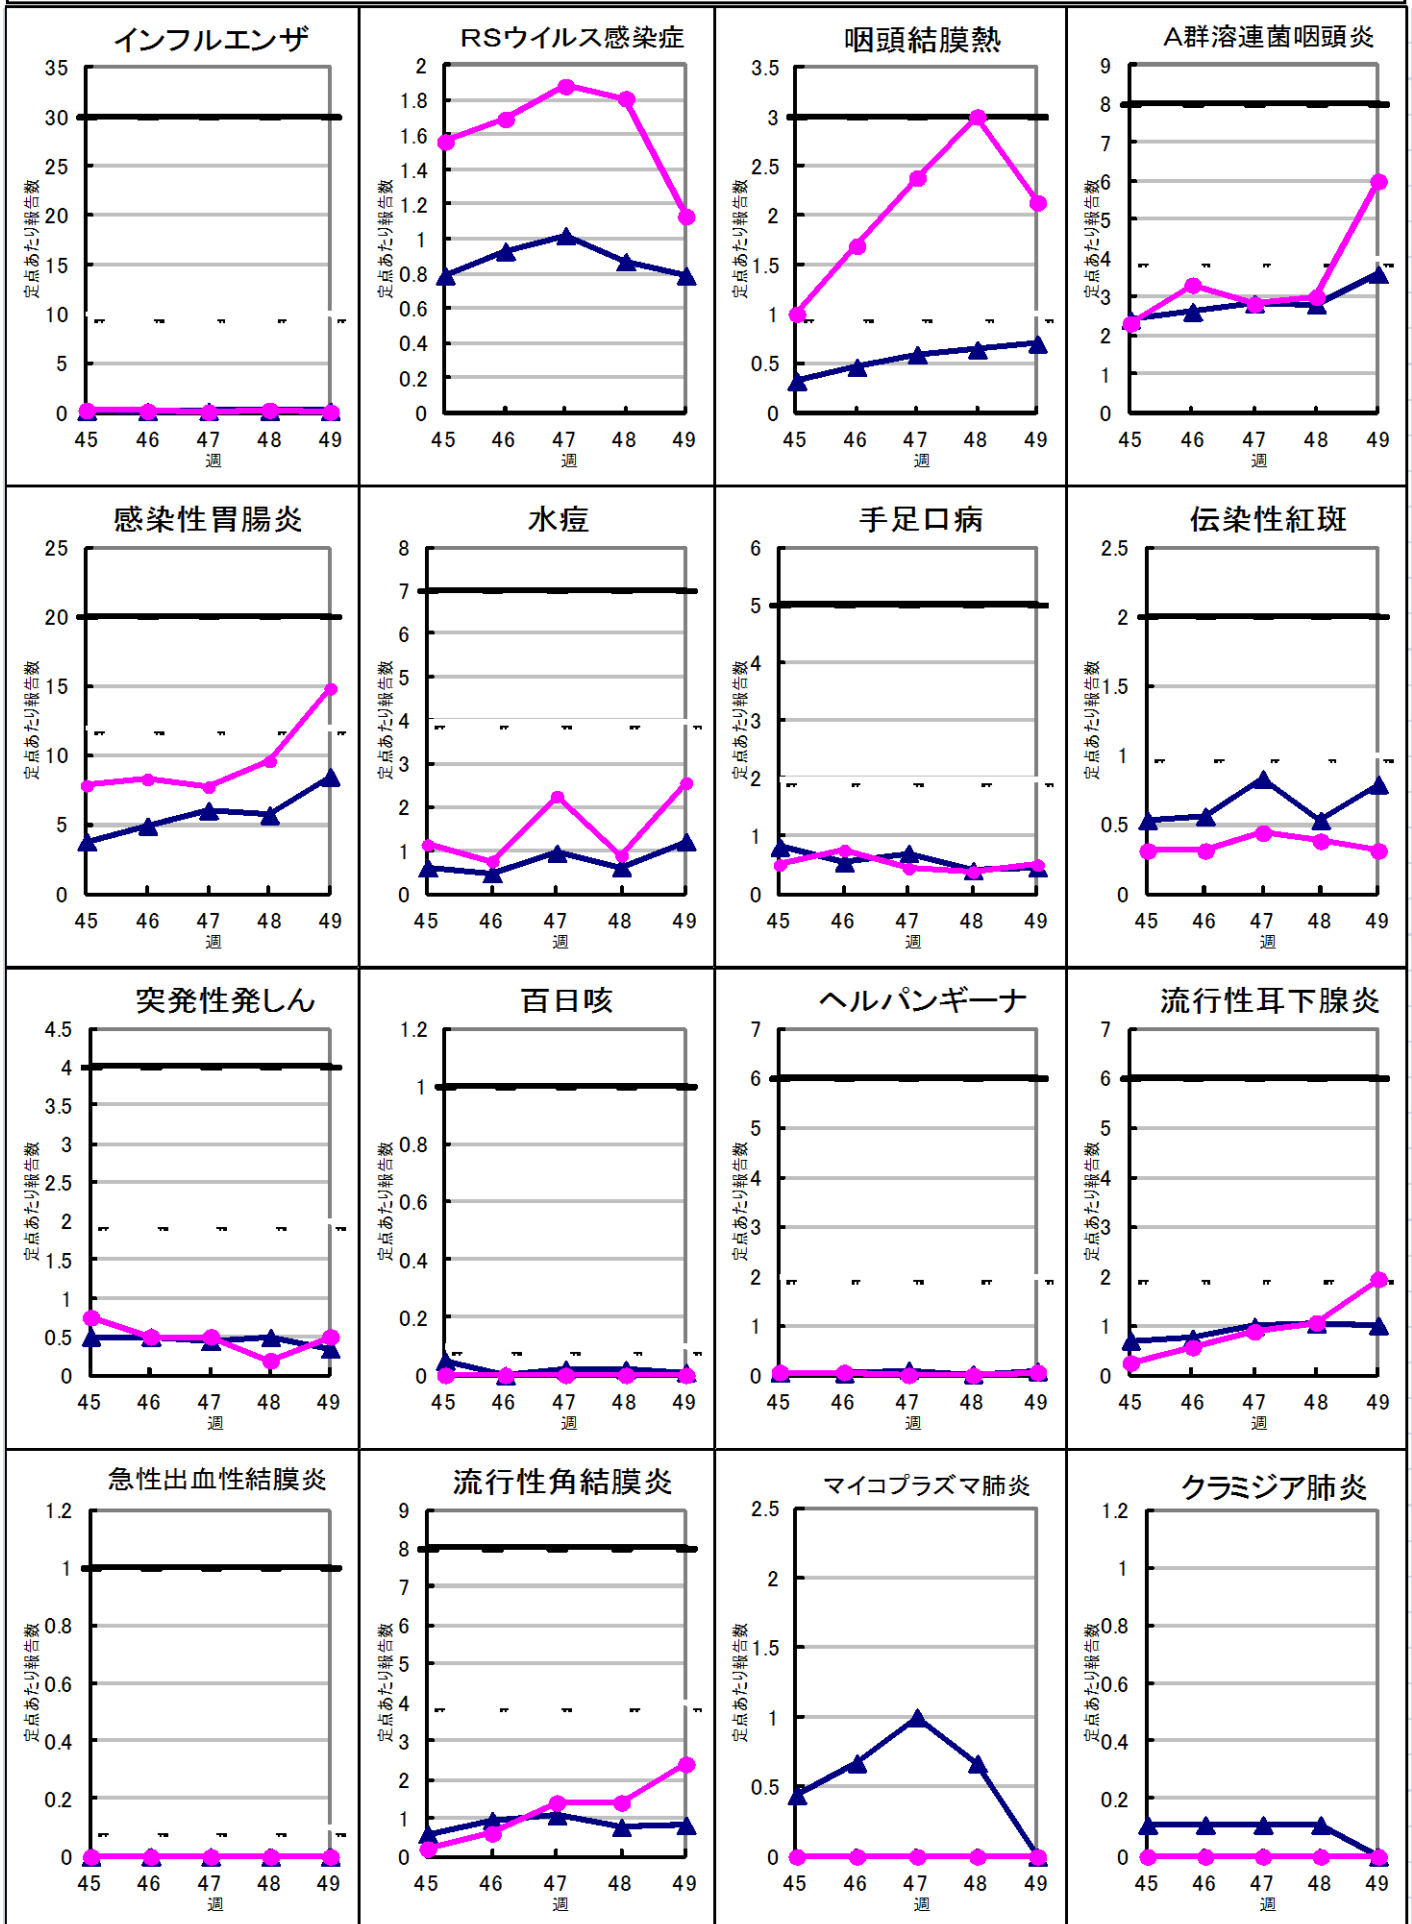 インフルエンザ
35
30
25
20
15
10
5
0
定点あたり報告数
45 46 47 48 49
週
RSウイルス感染症
2
1.8
1.6
1.4
1.2
1
0.8
0.6
0.4
0.2
0
定点あたり報告数
45 46 47 48 49
週
咽頭結膜熱
3.5
3
2.5
2
1.5
1
0.5
0
定点あたり報告数
45 46 47 48 49
週
A群溶連菌咽頭炎
9
8
7
6
5
4
3
2
1
0
定点あたり報告数
45 46 47 48 49
週
感染性胃腸炎
25
20
15
10
5
0
定点あたり報告数
45 46 47 48 49
週
水痘
8
7
6
5
4
3
2
1
0
定点あたり報告数
45 46 47 48 49
週
手足口病
6
5
4
3
2
1
0
定点あたり報告数
45 46 47 48 49
週
伝染性紅斑
2.5
2
1.5
1
0.5
0
定点あたり報告数
45 46 47 48 49
週
突発性発しん
4.5
4
3.5
3
2.5
2
1.5
1
0.5
0
定点あたり報告数
45 46 47 48 49
週
百日咳
1.2
1
0.8
0.6
0.4
0.2
0
定点あたり報告数
45 46 47 48 49
週
ヘルパンギーナ
7
6
5
4
3
2
1
0
定点あたり報告数
45 46 47 48 49
週
流行性耳下腺炎
7
6
5
4
3
2
1
0
定点あたり報告数
45 46 47 48 49
週
急性出血性結膜炎
1.2
1
0.8
0.6
0.4
0.2
0
定点あたり報告数
45 46 47 48 49
週
流行性角結膜炎
9
8
7
6
5
4
3
2
1
0
定点あたり報告数
45 46 47 48 49
週
マイコプラズマ肺炎
2.5
2
1.5
1
0.5
0
定点あたり報告数
45 46 47 48 49
週
クラミジア肺炎
1.2
1
0.8
0.6
0.4
0.2
0
定点あたり報告数
45 46 47 48 49
週